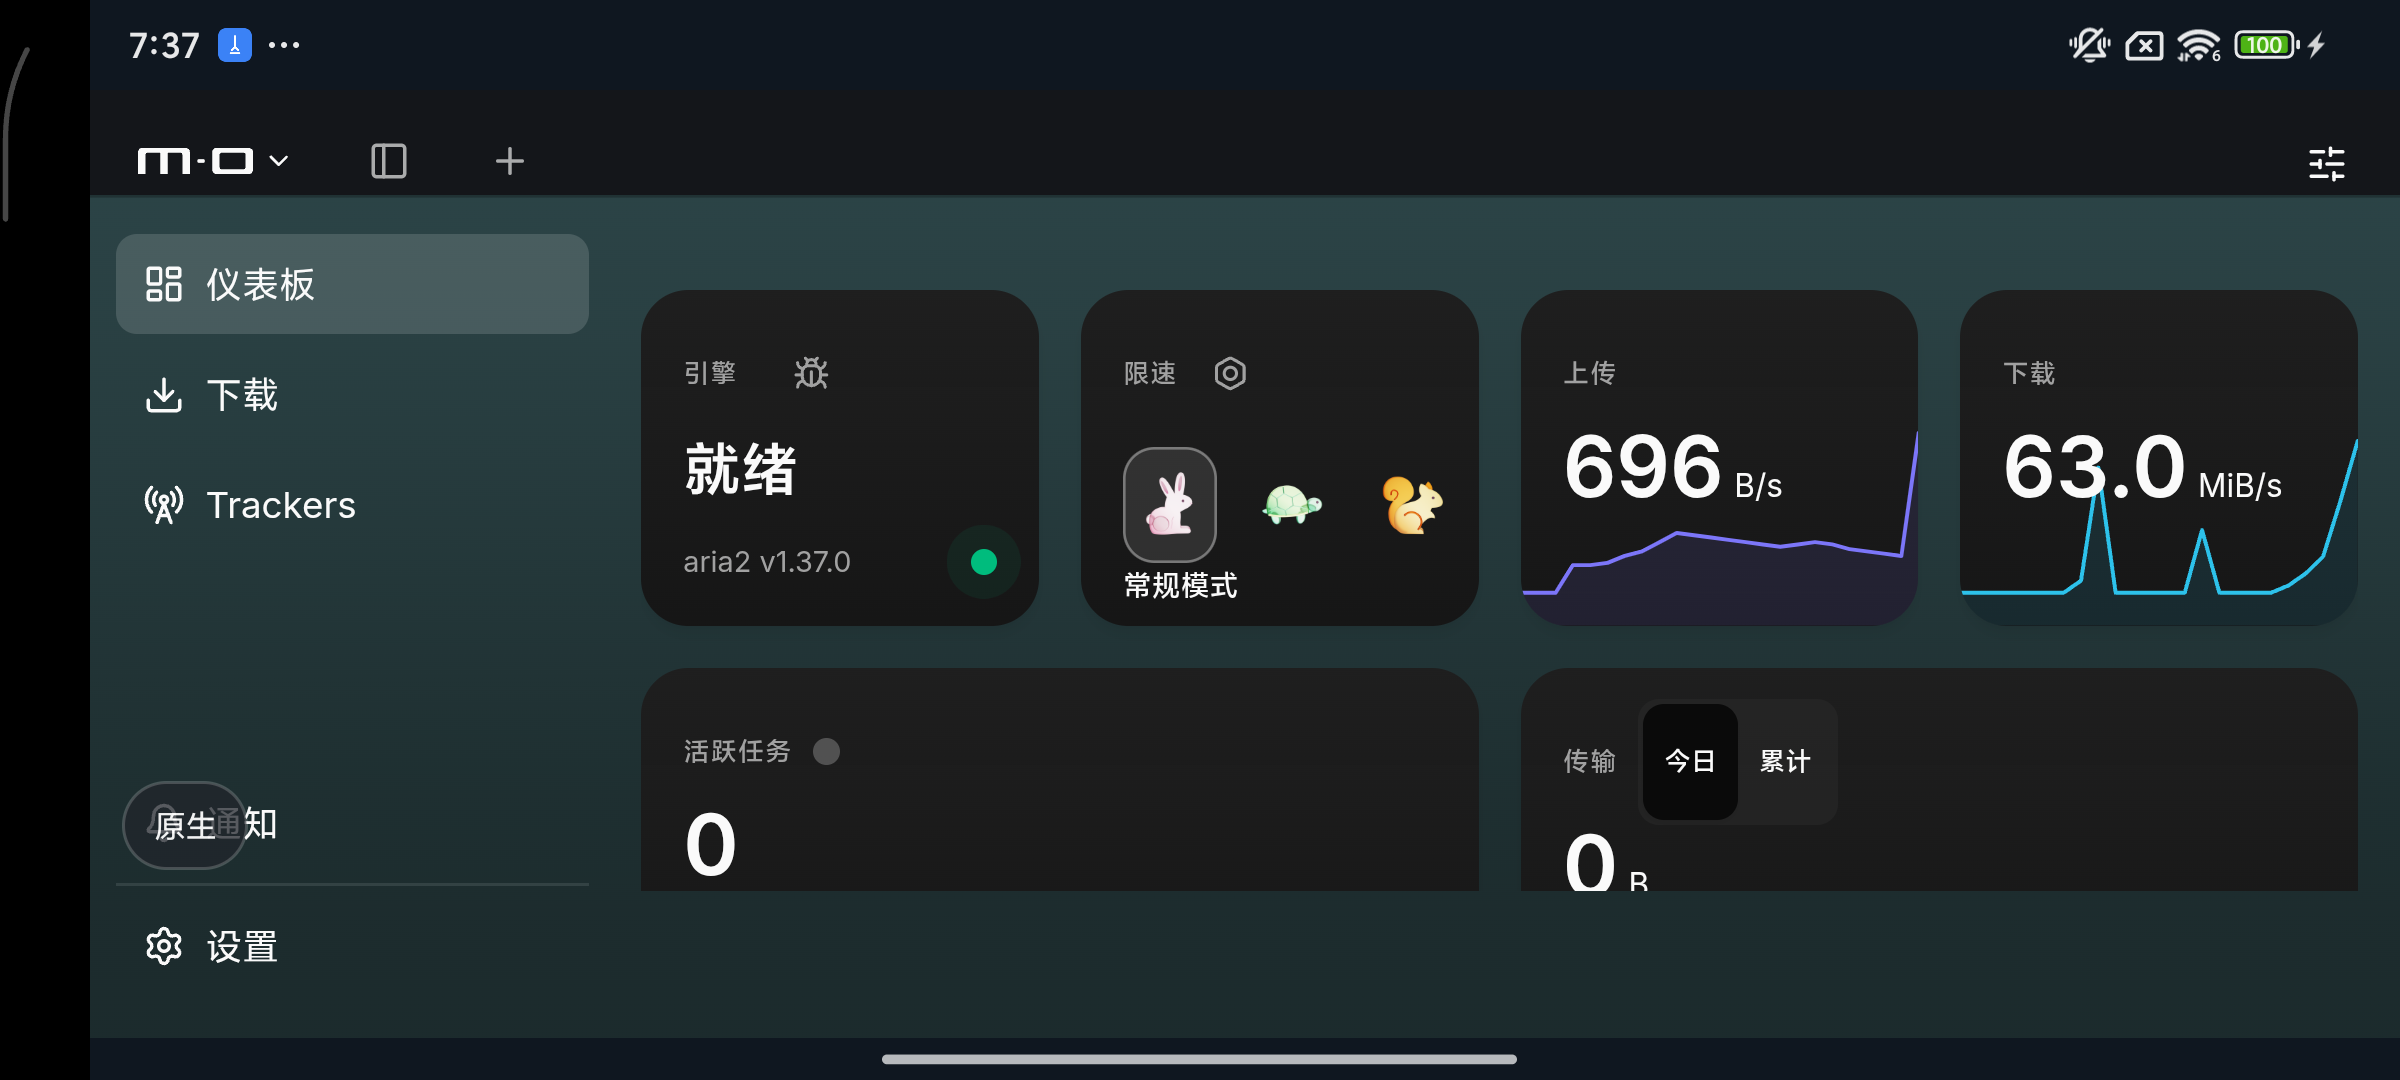 7:37
6
100
m-o
仪表板
下载
Trackers
原生
通知
设置
引擎
就绪
aria2 v1.37.0
限速
常规模式
上传
696 B/s
下载
63.0 MiB/s
活跃任务
0
传输
今日
累计
0 B